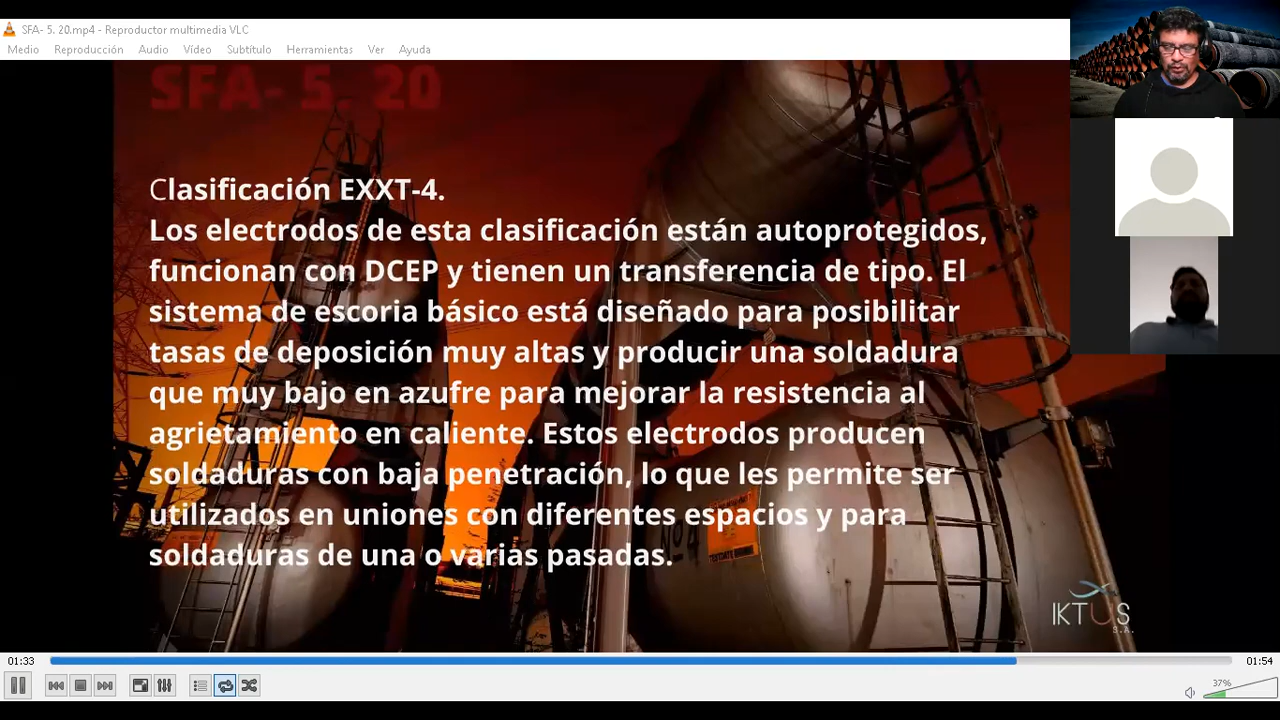 SFA- 5. 20.mp4 - Reproductor multimedia VLC
Medio Reproducción Audio Vídeo Subtítulo Herramientas Ver Ayuda
SFA- 5. 20
Clasificación EXXT-4.
Los electrodos de esta clasificación están autoprotegidos,
funcionan con DCEP y tienen un transferencia de tipo. El
sistema de escoria básico está diseñado para posibilitar
tasas de deposición muy altas y producir una soldadura
que muy bajo en azufre para mejorar la resistencia al
agrietamiento en caliente. Estos electrodos producen
soldaduras con baja penetración, lo que les permite ser
utilizados en uniones con diferentes espacios y para
soldaduras de una o varias pasadas.
Nº4
IKTUS
S.A.
01:33
01:54
37%